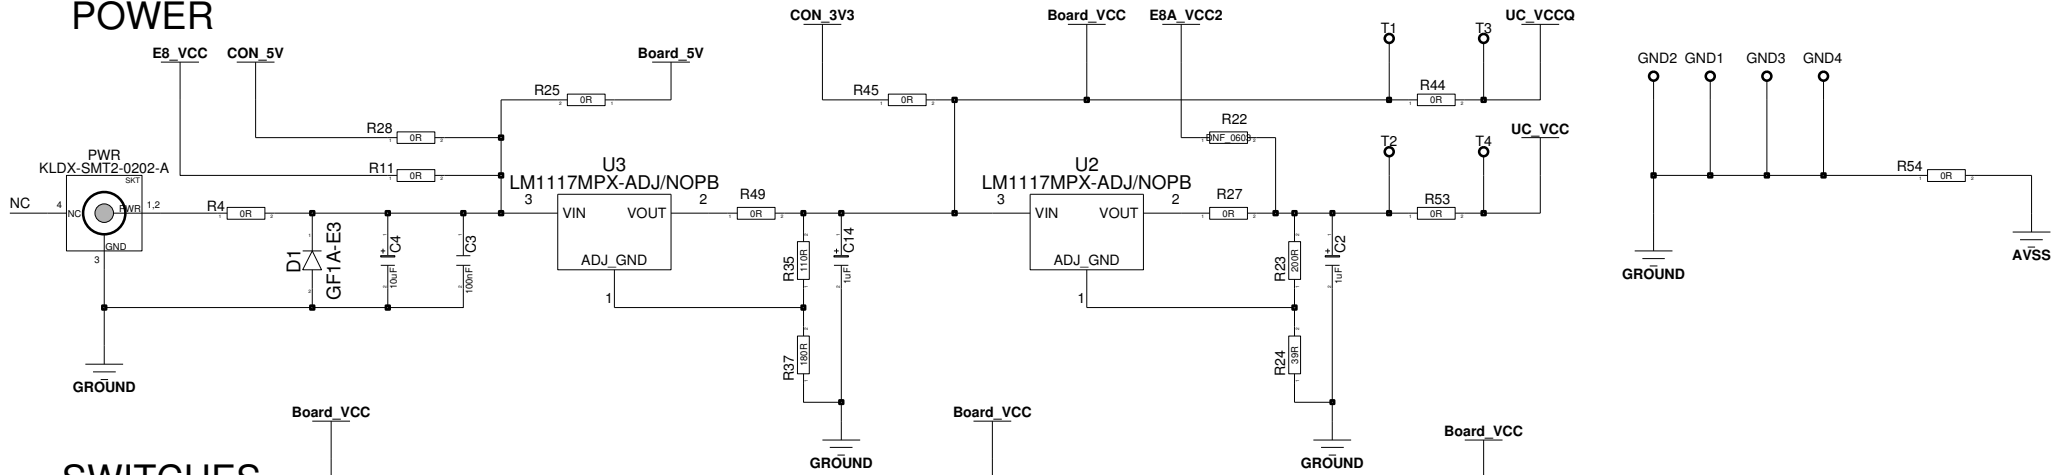 POWER
E8_VCC
CON_5V
Board_5V
CON_3V3
Board_VCC
E8A_VCC2
T1
T3
UC_VCCQ
GND2
GND1
GND3
GND4
R25
0R
R45
0R
R44
0R
R28
0R
R22
DNF_0603
UC_VCC
T2
T4
R11
0R
PWR
KLDX-SMT2-0202-A
SKT
U3
LM1117MPX-ADJ/NOPB
U2
LM1117MPX-ADJ/NOPB
R54
0R
NC
4
NC
PWR
1,2
GND
3
R4
0R
3
VIN
VOUT
2
ADJ_GND
1
R49
0R
3
VIN
VOUT
2
ADJ_GND
1
R27
0R
R53
0R
D1
GF1A-E3
C4
10uF
C3
100nF
R35
110R
C14
1uF
R23
200R
C2
1uF
R37
180R
R24
39R
GROUND
AVSS
GROUND
GROUND
GROUND
Board_VCC
Board_VCC
Board_VCC
SWITCHES